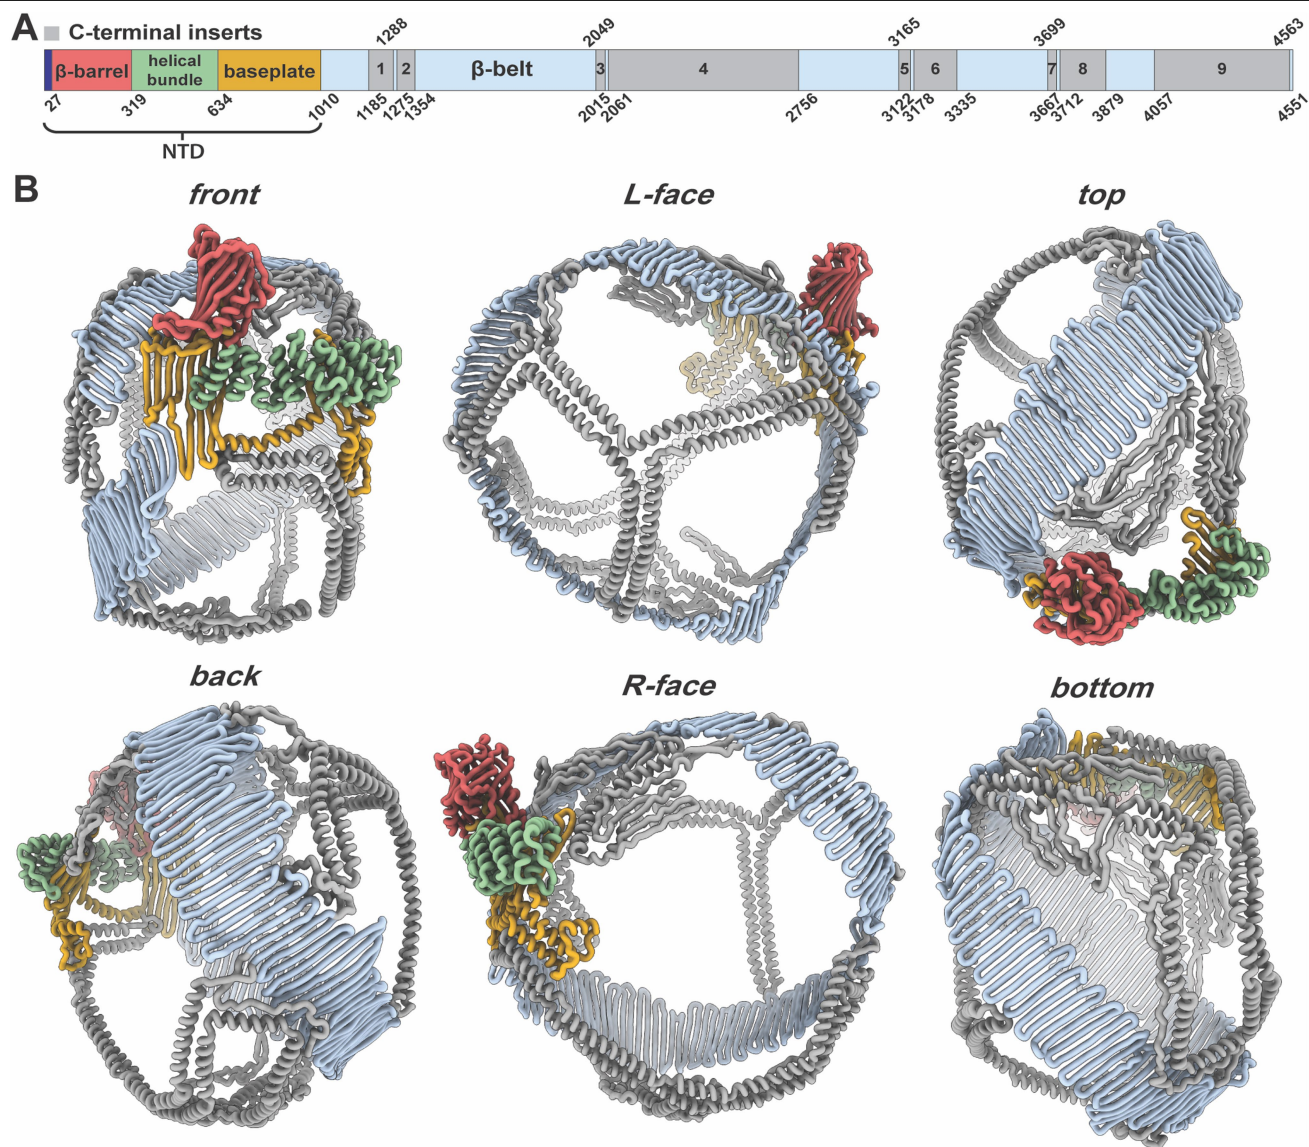 A
C-terminal inserts
1288 2049 3165 3699 4563
β-barrel helical bundle baseplate 1 2 β-belt 3 4 5 6 7 8 9
27 319 634 1010 1185 1275 1354 2015 2061 2756 3122 3178 3335 3667 3712 3879 4057 4551
NTD
B
front L-face top
back R-face bottom